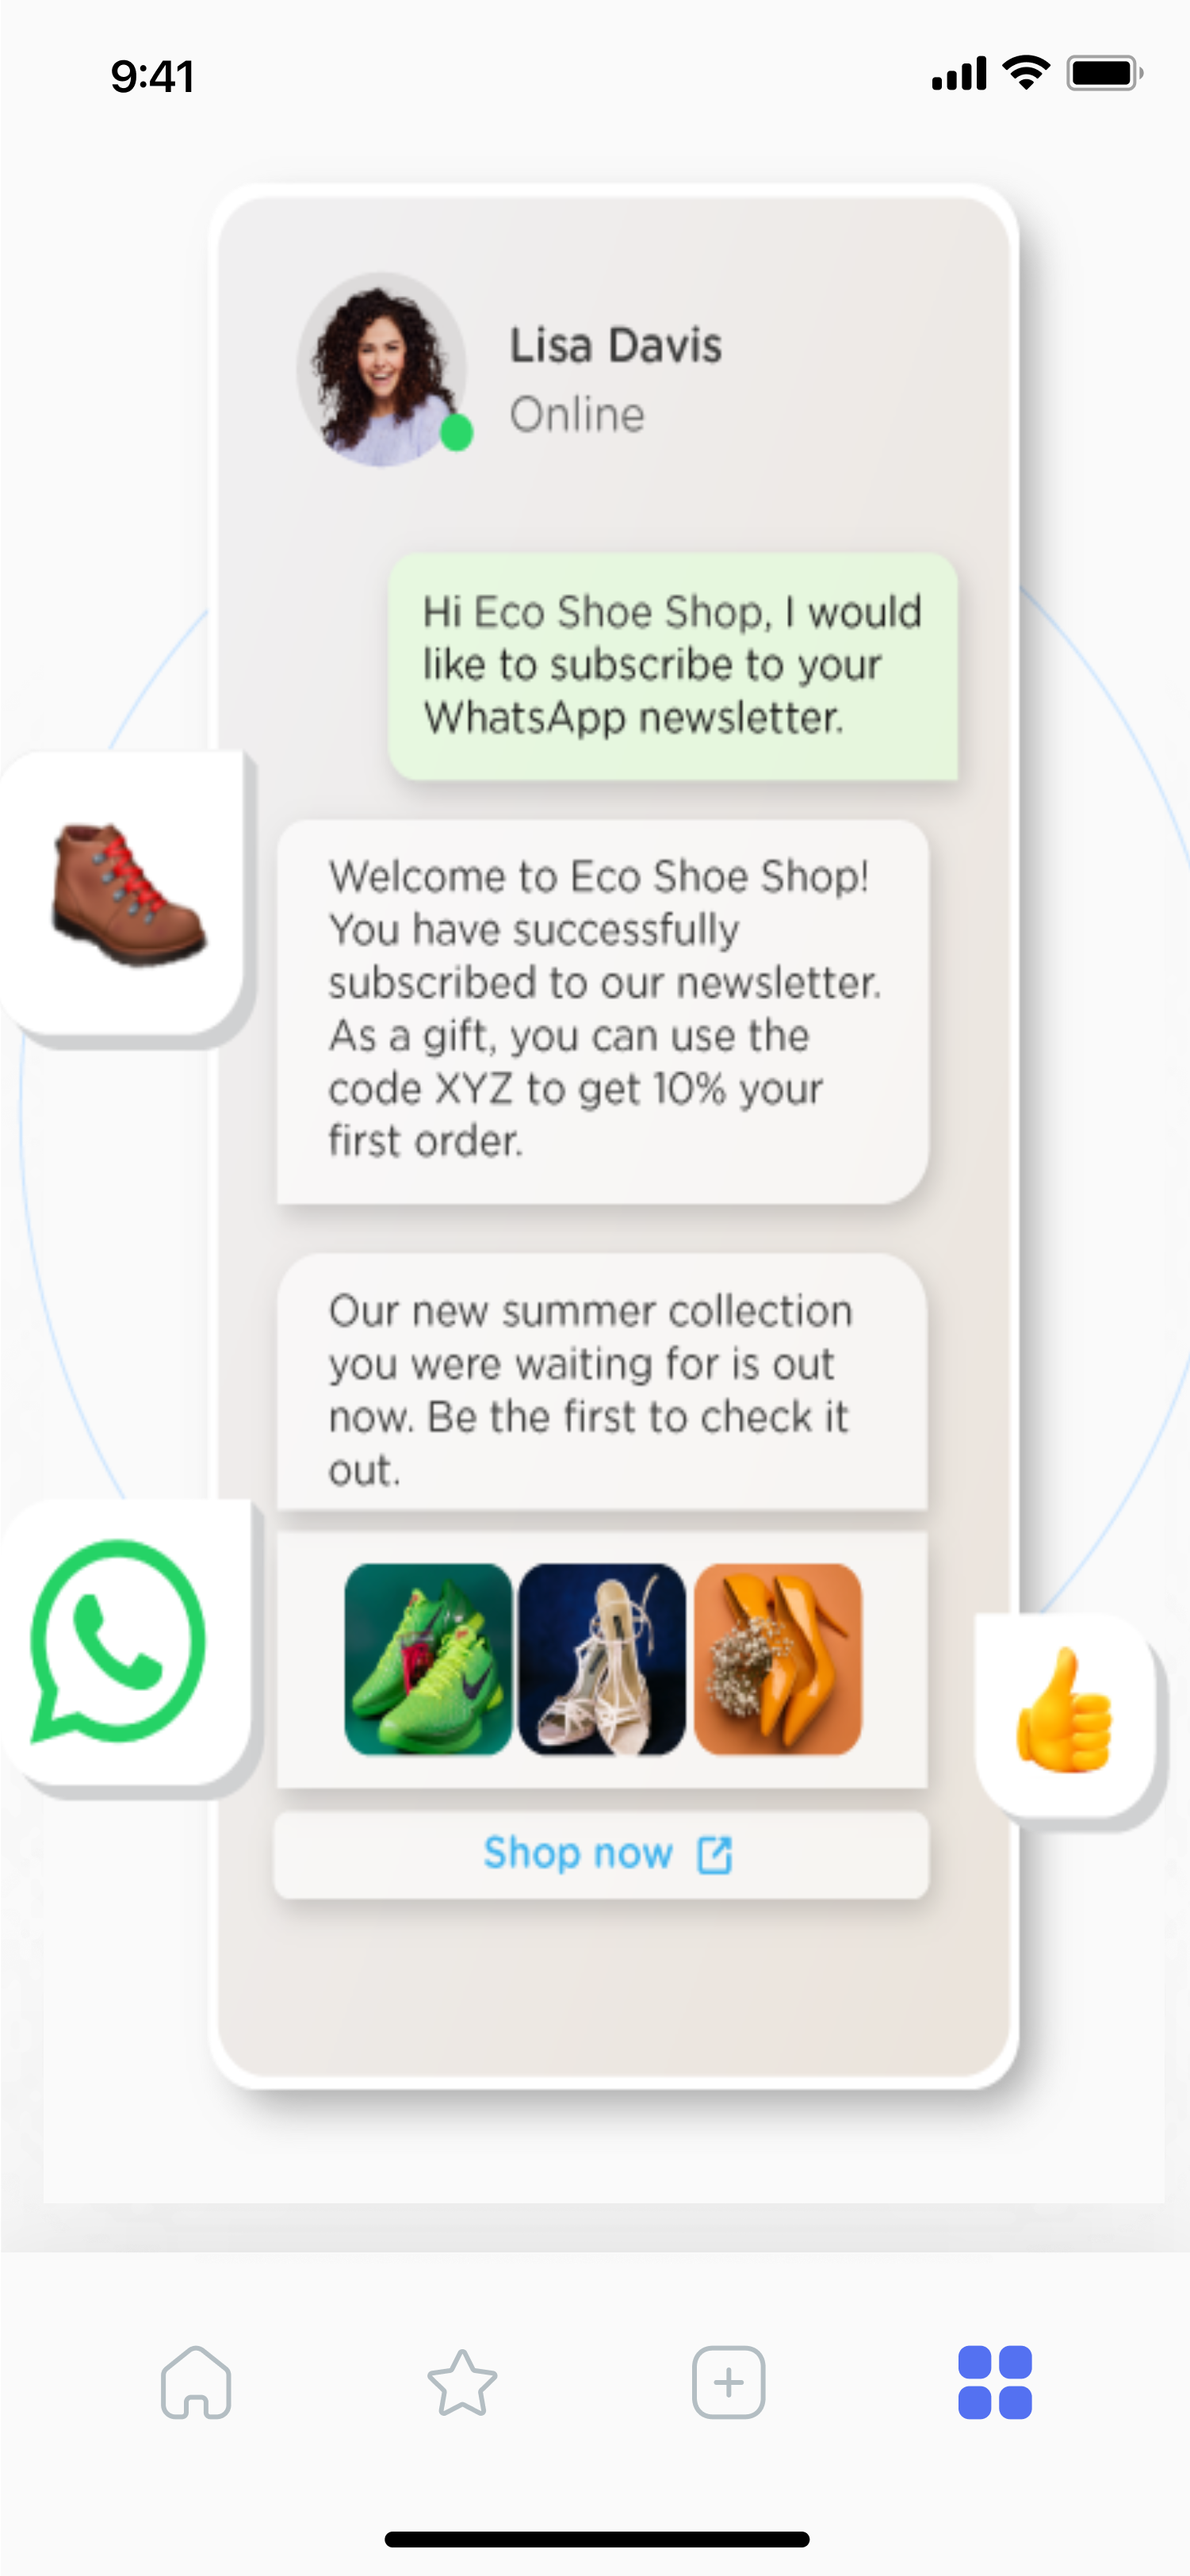 9:41
Lisa Davis
Online
Hi Eco Shoe Shop, I would
like to subscribe to your
WhatsApp newsletter.
Welcome to Eco Shoe Shop!
You have successfully
subscribed to our newsletter.
As a gift, you can use the
code XYZ to get 10% your
first order.
Our new summer collection
you were waiting for is out
now. Be the first to check it
out.
Shop now